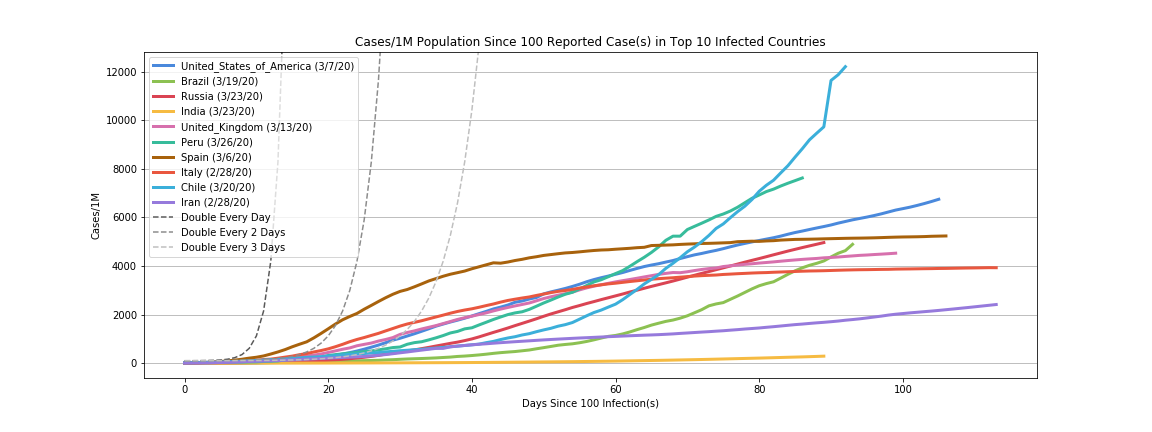 Cases/1M Population Since 100 Reported Case(s) in Top 10 Infected Countries
United_States_of_America (3/7/20)
Brazil (3/19/20)
Russia (3/23/20)
India (3/23/20)
United_Kingdom (3/13/20)
Peru (3/26/20)
Spain (3/6/20)
Italy (2/28/20)
Chile (3/20/20)
Iran (2/28/20)
Double Every Day
Double Every 2 Days
Double Every 3 Days
Cases/1M
12000
10000
8000
6000
4000
2000
0
0 20 40 60 80 100
Days Since 100 Infection(s)